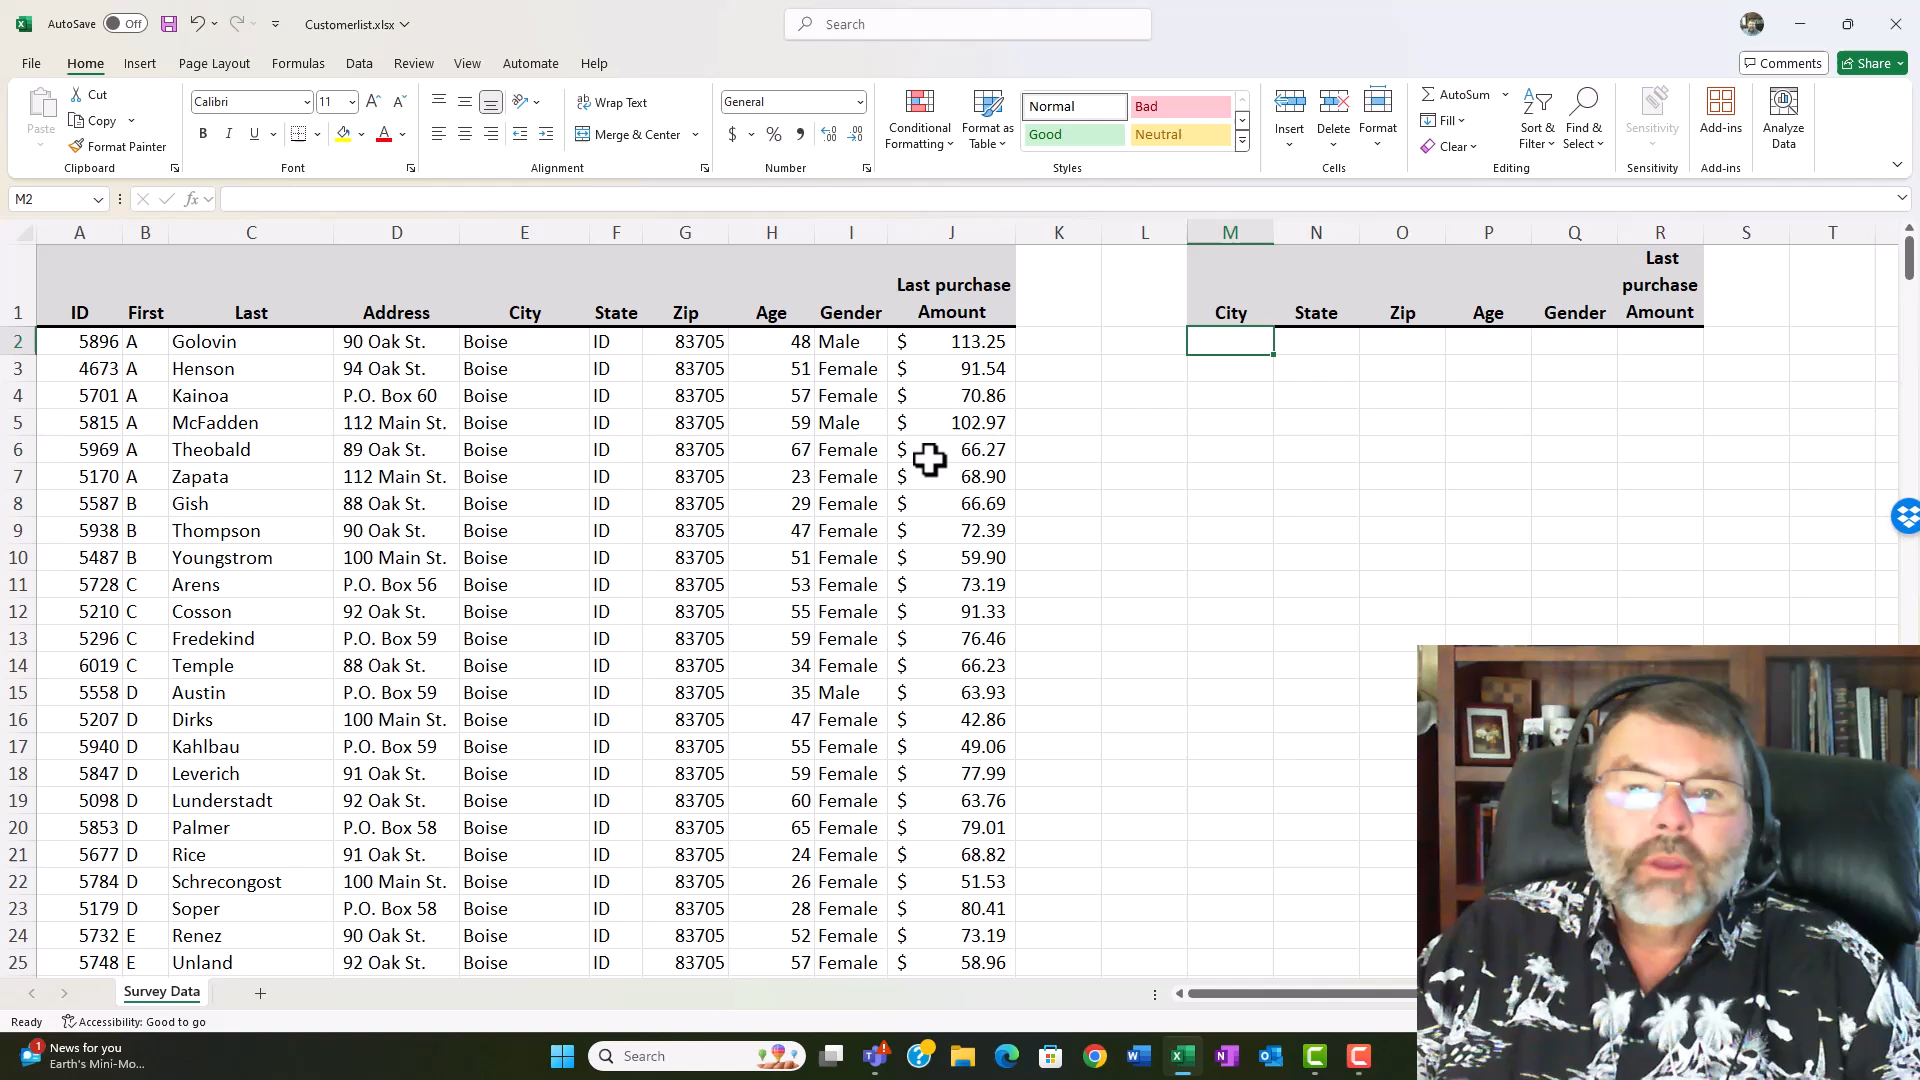 AutoSave Off Customerlist.xlsx Search
File Home Insert Page Layout Formulas Data Review View Automate Help Comments Share
Paste Cut Copy Format Painter Clipboard
Calibri 11 B I U Font
Wrap Text Merge & Center Alignment
General $ % , Number
Conditional Formatting Format as Table Normal Bad Good Neutral Styles
Insert Delete Format Cells
AutoSum Fill Clear Sort & Filter Find & Select Editing
Sensitivity Sensitivity
Add-ins Add-ins
Analyze Data
M2 fx
A B C D E F G H I J K L M N O P Q R S T
1 ID First Last Address City State Zip Age Gender Last purchase Amount City State Zip Age Gender Last purchase Amount
2 5896 A Golovin 90 Oak St. Boise ID 83705 48 Male $ 113.25
3 4673 A Henson 94 Oak St. Boise ID 83705 51 Female $ 91.54
4 5701 A Kainoa P.O. Box 60 Boise ID 83705 57 Female $ 70.86
5 5815 A McFadden 112 Main St. Boise ID 83705 59 Male $ 102.97
6 5969 A Theobald 89 Oak St. Boise ID 83705 67 Female $ 66.27
7 5170 A Zapata 112 Main St. Boise ID 83705 23 Female $ 68.90
8 5587 B Gish 88 Oak St. Boise ID 83705 29 Female $ 66.69
9 5938 B Thompson 90 Oak St. Boise ID 83705 47 Female $ 72.39
10 5487 B Youngstrom 100 Main St. Boise ID 83705 51 Female $ 59.90
11 5728 C Arens P.O. Box 56 Boise ID 83705 53 Female $ 73.19
12 5210 C Cosson 92 Oak St. Boise ID 83705 55 Female $ 91.33
13 5296 C Fredekind P.O. Box 59 Boise ID 83705 59 Female $ 76.46
14 6019 C Temple 88 Oak St. Boise ID 83705 34 Female $ 66.23
15 5558 D Austin P.O. Box 59 Boise ID 83705 35 Male $ 63.93
16 5207 D Dirks 100 Main St. Boise ID 83705 47 Female $ 42.86
17 5940 D Kahlbau P.O. Box 59 Boise ID 83705 55 Female $ 49.06
18 5847 D Leverich 91 Oak St. Boise ID 83705 59 Female $ 77.99
19 5098 D Lunderstadt 92 Oak St. Boise ID 83705 60 Female $ 63.76
20 5853 D Palmer P.O. Box 58 Boise ID 83705 65 Female $ 79.01
21 5677 D Rice 91 Oak St. Boise ID 83705 24 Female $ 68.82
22 5784 D Schrecongost 100 Main St. Boise ID 83705 26 Female $ 51.53
23 5179 D Soper P.O. Box 58 Boise ID 83705 28 Female $ 80.41
24 5732 E Renez 90 Oak St. Boise ID 83705 52 Female $ 73.19
25 5748 E Unland 92 Oak St. Boise ID 83705 57 Female $ 58.96
Survey Data
Ready Accessibility: Good to go
1 News for you
Earth's Mini-Mo...
Search